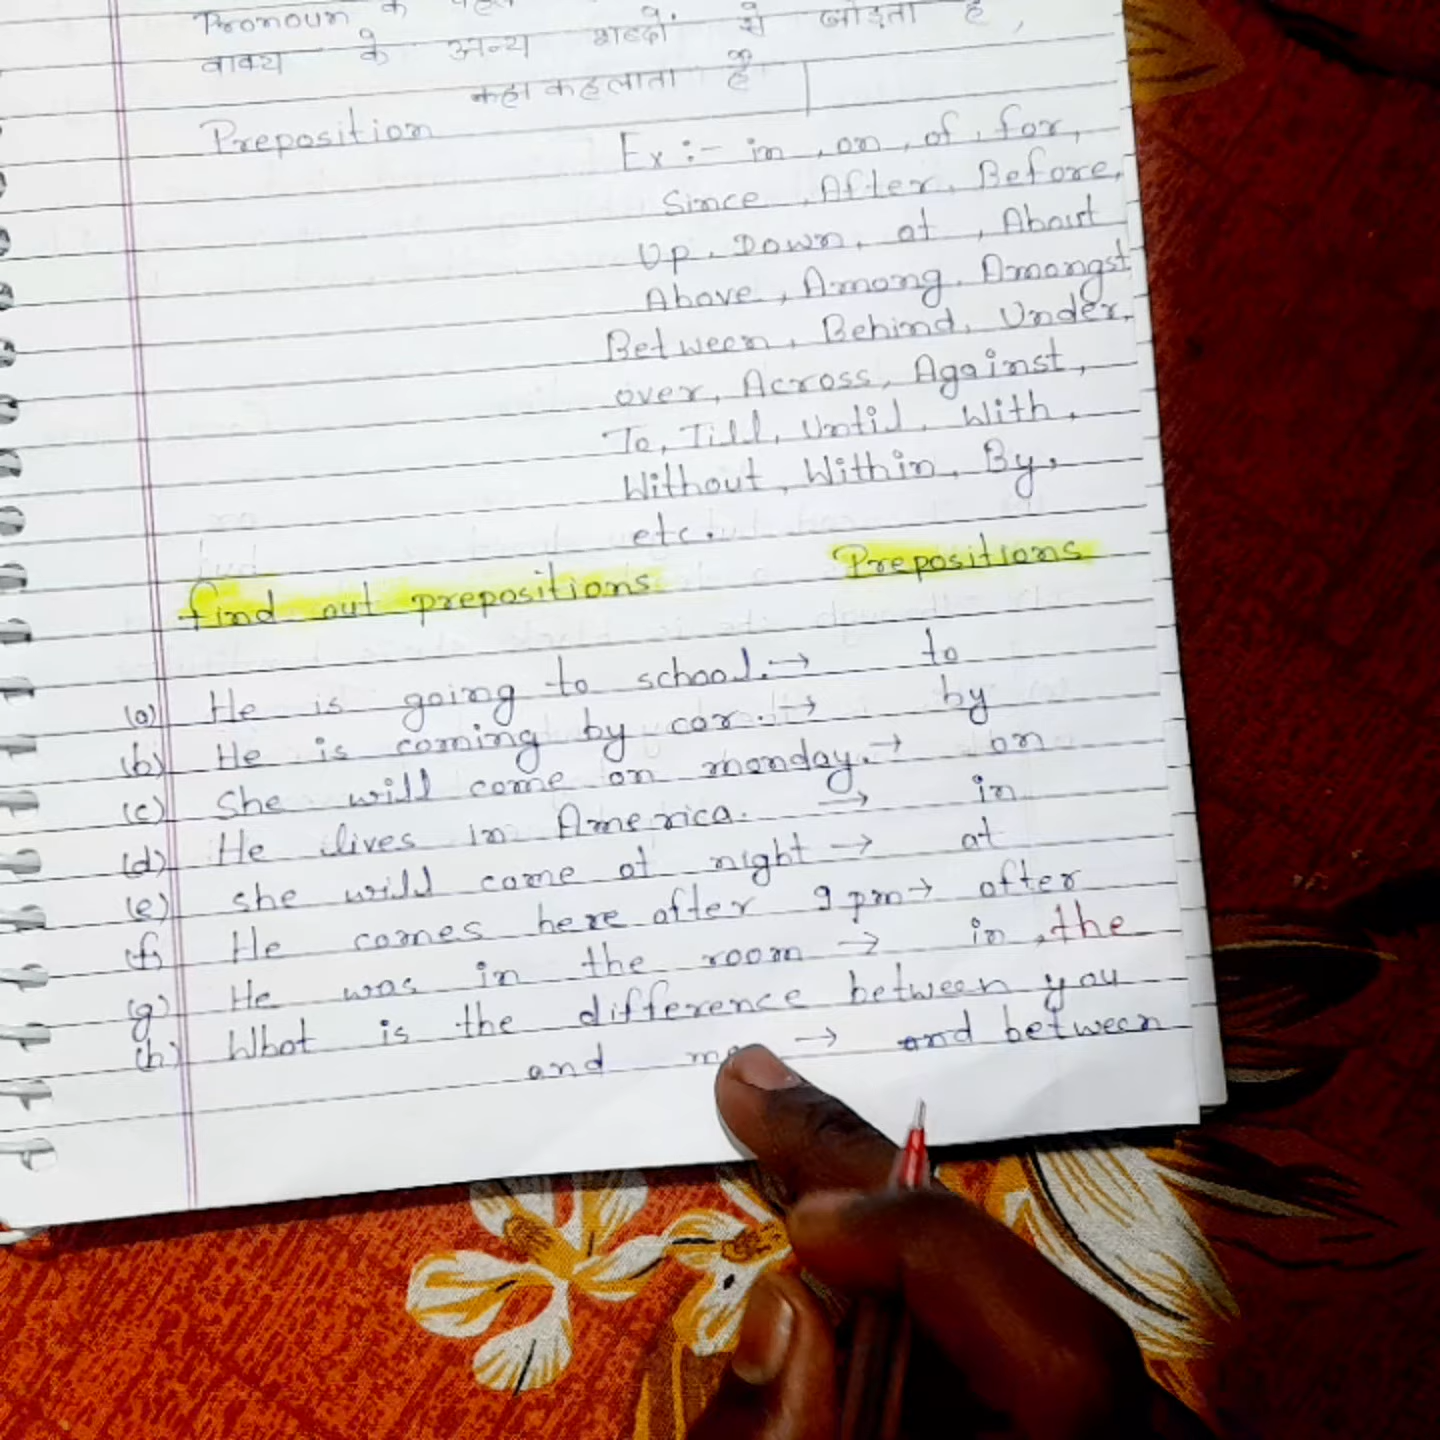 Pronoun के पहले
वाक्य के अन्य शब्दों से जोड़ता है,
कहा कहलाता है।
Preposition
Ex :- in , on , of , for,
Since , After, Before,
Up, Down, at , About
Above, Among, Amongst
Between, Behind, Under,
over, Across, Against,
To, Till, Until, With,
Without, Within, By,
etc.
find out prepositions Prepositions
(a) He is going to school. → to
(b) He is coming by car. → by
(c) She will come on monday. → on
(d) He lives in America. → in
(e) she will come at night → at
(f) He comes here after 9 pm → after
(g) He was in the room → in , the
(h) What is the difference between you
and me → and between